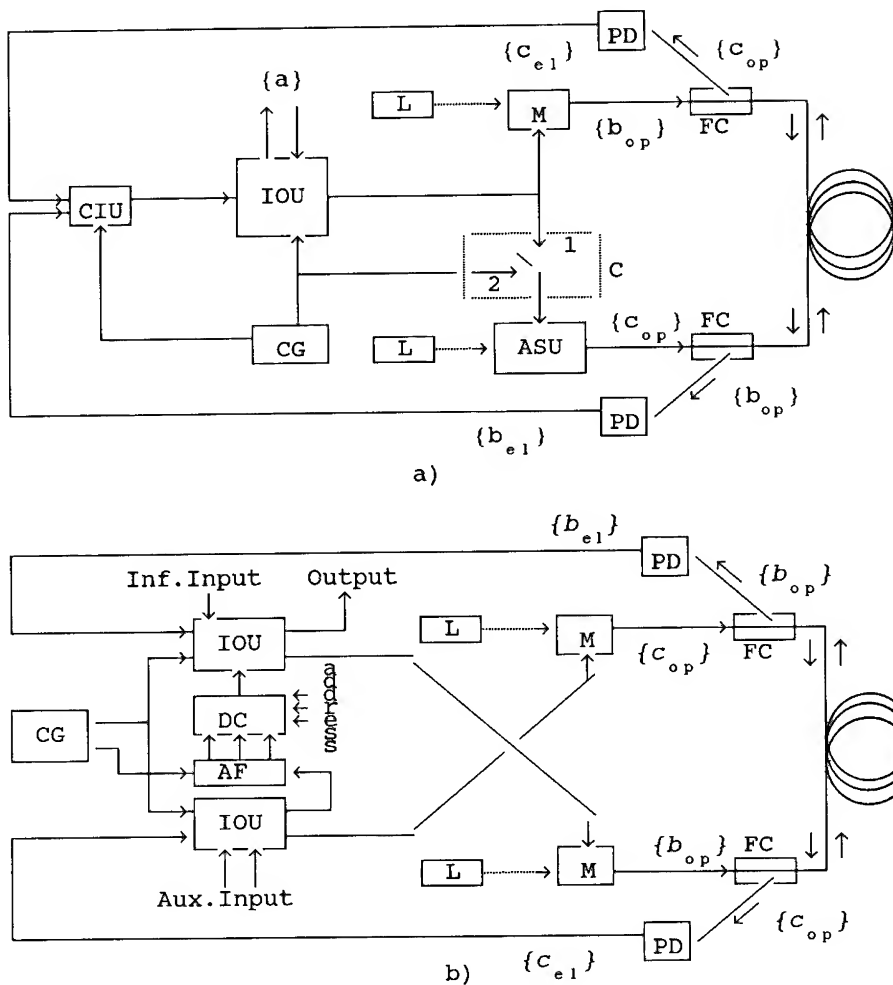 PD
{c_el}
{c_op}
{a}
L
M
{b_op}
FC
CIU
IOU
1
2
C
CG
L
ASU
{c_op}
FC
PD
{b_op}
{b_el}
a)
{b_el}
PD
Inf.Input
Output
{b_op}
IOU
L
M
{c_op}
FC
address
CG
DC
AF
IOU
L
M
{b_op}
FC
Aux.Input
{c_op}
PD
{c_el}
b)